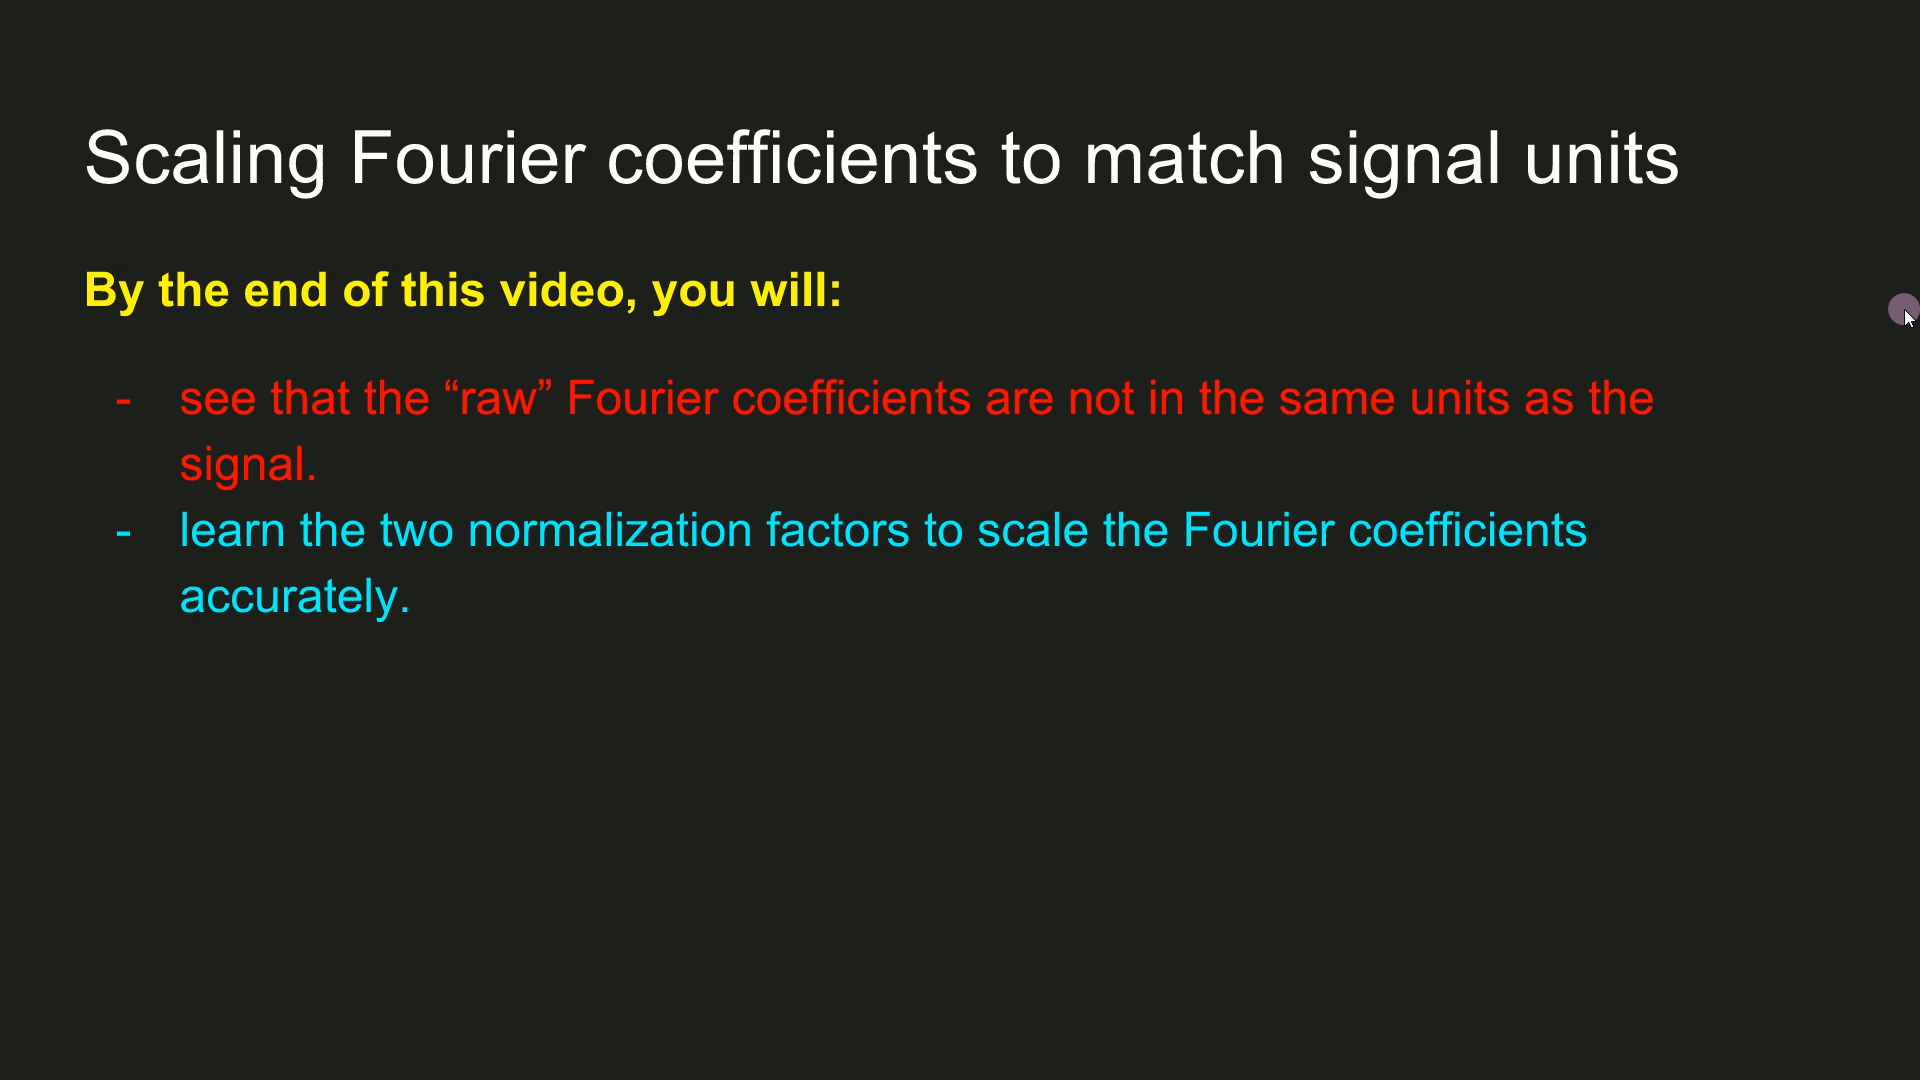 Scaling Fourier coefficients to match signal units
By the end of this video, you will:
- see that the “raw” Fourier coefficients are not in the same units as the
signal.
- learn the two normalization factors to scale the Fourier coefficients
accurately.